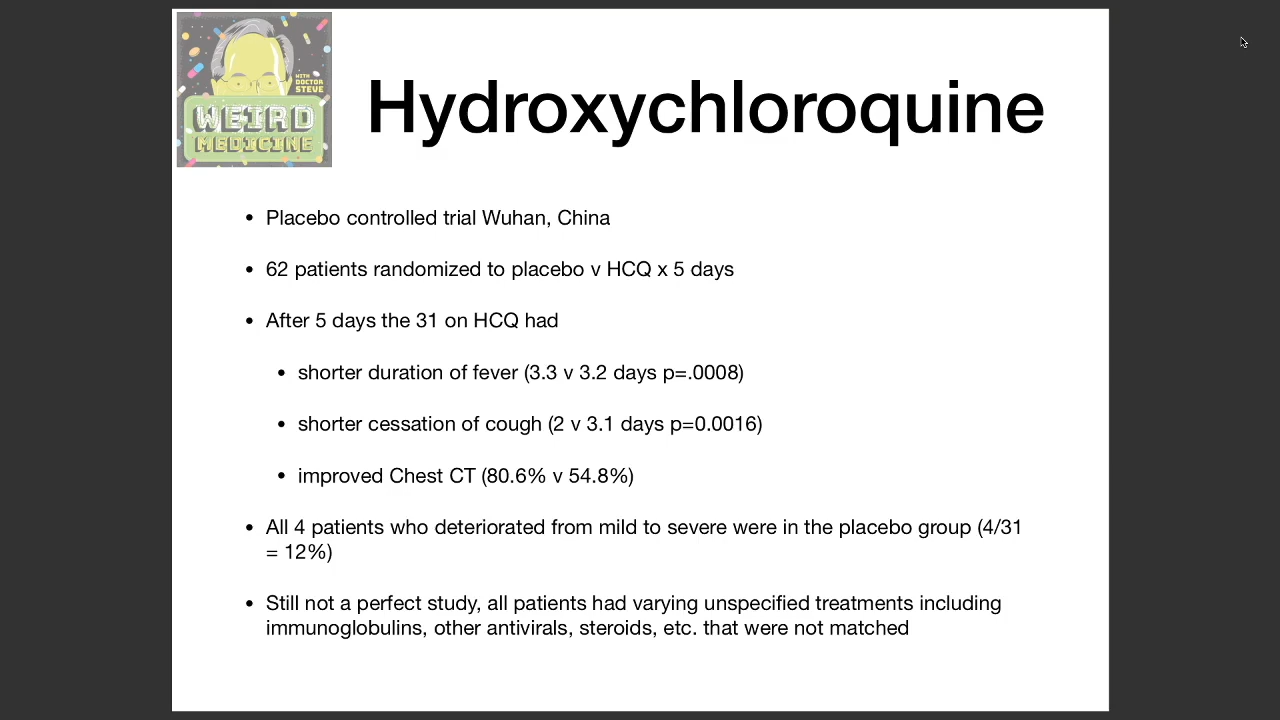 WITH
DOCTOR
STEVE
WEIRD
MEDICINE
Hydroxychloroquine
• Placebo controlled trial Wuhan, China
• 62 patients randomized to placebo v HCQ x 5 days
• After 5 days the 31 on HCQ had
• shorter duration of fever (3.3 v 3.2 days p=.0008)
• shorter cessation of cough (2 v 3.1 days p=0.0016)
• improved Chest CT (80.6% v 54.8%)
• All 4 patients who deteriorated from mild to severe were in the placebo group (4/31
= 12%)
• Still not a perfect study, all patients had varying unspecified treatments including
immunoglobulins, other antivirals, steroids, etc. that were not matched